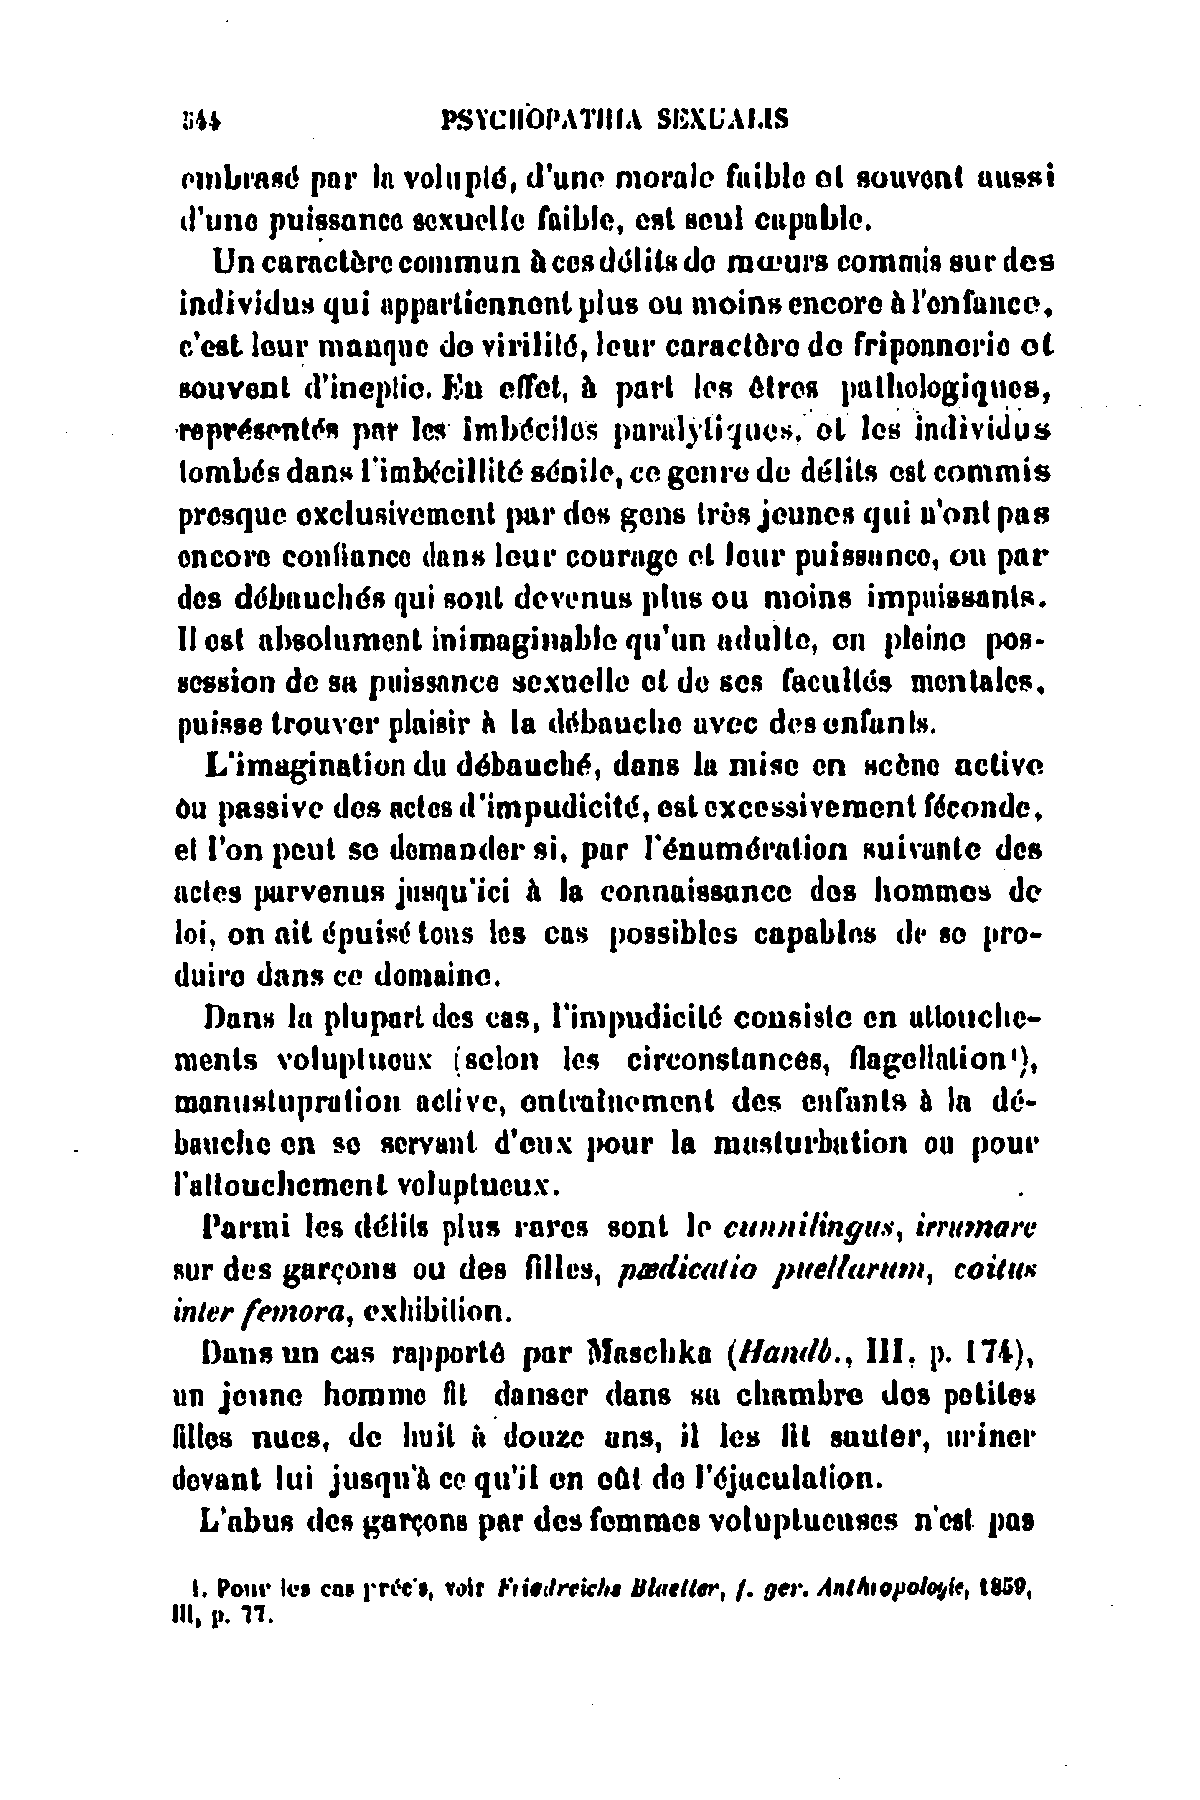 544 PSYCHOPATHIA SEXUALIS
embrasé par la volupté, d'une morale faible et souvent aussi
d'une puissance sexuelle faible, est seul capable.
Un caractère commun à ces délits de mœurs commis sur des
individus qui appartiennent plus ou moins encore à l'enfance,
c'est leur manque de virilité, leur caractère de friponnerie et
souvent d'ineptie. En effet, à part les êtres pathologiques,
représentés par les imbéciles paralytiques, et les individus
tombés dans l'imbécillité sénile, ce genre de délits est commis
presque exclusivement par des gens très jeunes qui n'ont pas
encore confiance dans leur courage et leur puissance, ou par
des débauchés qui sont devenus plus ou moins impuissants.
Il est absolument inimaginable qu'un adulte, en pleine pos-
session de sa puissance sexuelle et de ses facultés mentales,
puisse trouver plaisir à la débauche avec des enfants.
L'imagination du débauché, dans la mise en scène active
ou passive des actes d'impudicité, est excessivement féconde,
et l'on peut se demander si, par l'énumération suivante des
actes parvenus jusqu'ici à la connaissance des hommes de
loi, on ait épuisé tous les cas possibles capables de se pro-
duire dans ce domaine.
Dans la plupart des cas, l'impudicité consiste en attouche-
ments voluptueux (selon les circonstances, flagellation¹),
manustupration active, entraînement des enfants à la dé-
bauche en se servant d'eux pour la masturbation ou pour
l'attouchement voluptueux.
Parmi les délits plus rares sont le cunnilingus, irrumare
sur des garçons ou des filles, pædicatio puellarum, coitus
inter femora, exhibition.
Dans un cas rapporté par Maschka (Handb., III, p. 174),
un jeune homme fit danser dans sa chambre des petites
filles nues, de huit à douze ans, il les fit sauter, uriner
devant lui jusqu'à ce qu'il en eût de l'éjaculation.
L'abus des garçons par des femmes voluptueuses n'est pas
1. Pour les cas préc's, voir Friedreichs Blaetter, f. ger. Anthropologie, 1859,
III, p. 77.